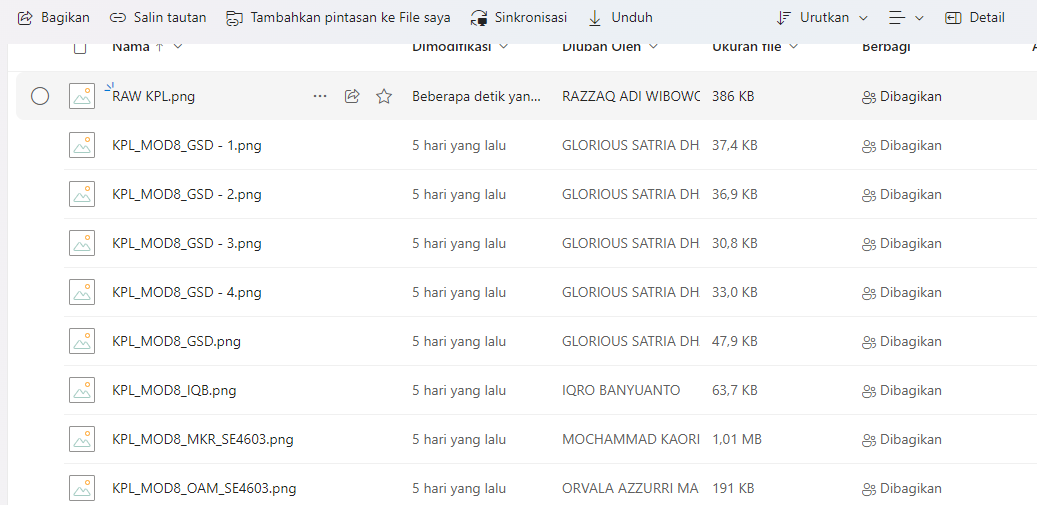 Bagikan Salin tautan Tambahkan pintasan ke File saya Sinkronisasi Unduh Urutkan Detail
Nama Dimodifikasi Diubah Oleh Ukuran file Berbagi
RAW KPL.png Beberapa detik yan... RAZZAQ ADI WIBOWO 386 KB Dibagikan
KPL_MOD8_GSD - 1.png 5 hari yang lalu GLORIOUS SATRIA DH 37,4 KB Dibagikan
KPL_MOD8_GSD - 2.png 5 hari yang lalu GLORIOUS SATRIA DH 36,9 KB Dibagikan
KPL_MOD8_GSD - 3.png 5 hari yang lalu GLORIOUS SATRIA DH 30,8 KB Dibagikan
KPL_MOD8_GSD - 4.png 5 hari yang lalu GLORIOUS SATRIA DH 33,0 KB Dibagikan
KPL_MOD8_GSD.png 5 hari yang lalu GLORIOUS SATRIA DH 47,9 KB Dibagikan
KPL_MOD8_IQB.png 5 hari yang lalu IQRO BANYUANTO 63,7 KB Dibagikan
KPL_MOD8_MKR_SE4603.png 5 hari yang lalu MOCHAMMAD KAORI 1,01 MB Dibagikan
KPL_MOD8_OAM_SE4603.png 5 hari yang lalu ORVALA AZZURRI MA 191 KB Dibagikan